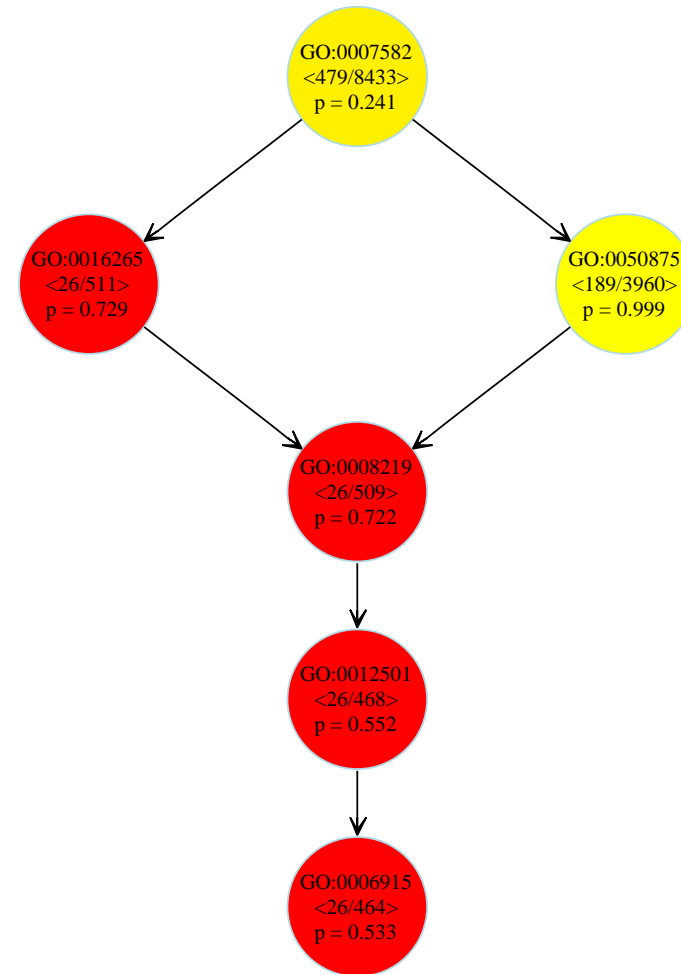 GO:0007582
<479/8433>
p = 0.241
GO:0016265
<26/511>
p = 0.729
GO:0050875
<189/3960>
p = 0.999
GO:0008219
<26/509>
p = 0.722
GO:0012501
<26/468>
p = 0.552
GO:0006915
<26/464>
p = 0.533